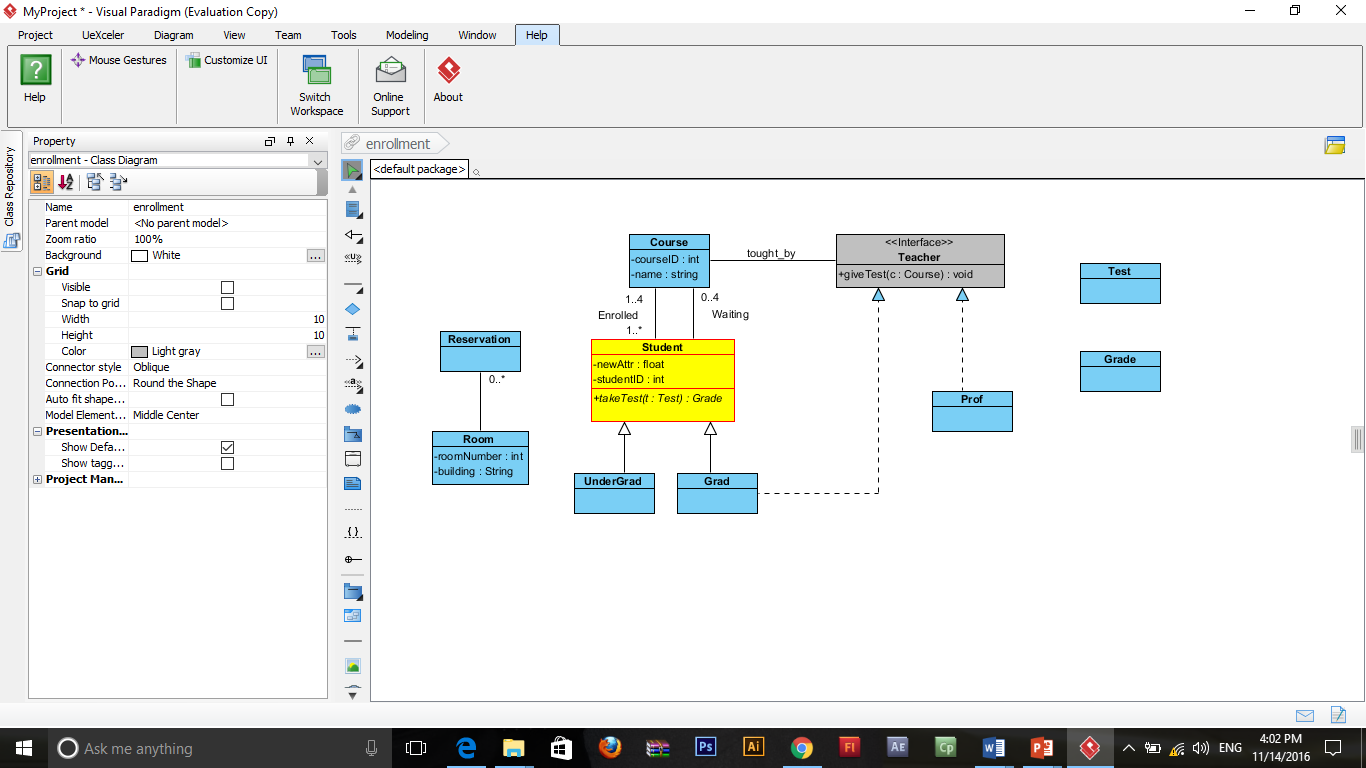 MyProject * - Visual Paradigm (Evaluation Copy)
Project UeXceler Diagram View Team Tools Modeling Window Help
Help
Mouse Gestures
Customize UI
Switch
Workspace
Online
Support
About
Class Repository
Property
enrollment - Class Diagram
Name enrollment
Parent model <No parent model>
Zoom ratio 100%
Background White ...
Grid
Visible
Snap to grid
Width 10
Height 10
Color Light gray ...
Connector style Oblique
Connection Po... Round the Shape
Auto fit shape...
Model Element... Middle Center
Presentation...
Show Defa...
Show tagg...
Project Man...
enrollment
<default package>
Course
-courseID : int
-name : string
tought_by
<<Interface>>
Teacher
+giveTest(c : Course) : void
Test
Grade
1..4
Enrolled
1..*
0..4
Waiting
Reservation
0..*
Room
-roomNumber : int
-building : String
Student
-newAttr : float
-studentID : int
+takeTest(t : Test) : Grade
Prof
UnderGrad
Grad
Ask me anything
Ps
Ai
Fl
AE
Cp
ENG
4:02 PM
11/14/2016